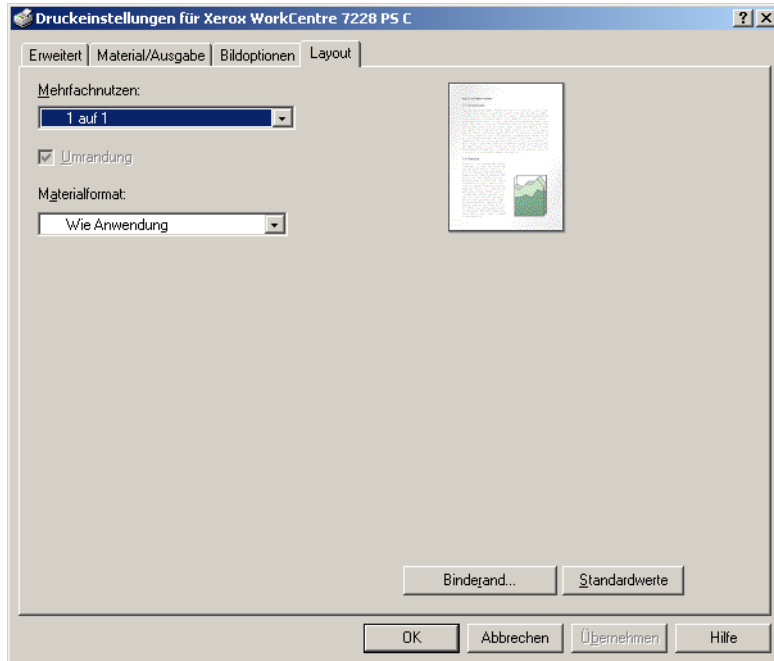 Druckeinstellungen für Xerox WorkCentre 7228 PS C
Erweitert Material/Ausgabe Bildoptionen Layout
Mehrfachnutzen:
1 auf 1
Umrandung
Materialformat:
Wie Anwendung
Binderand... Standardwerte
OK Abbrechen Übernehmen Hilfe